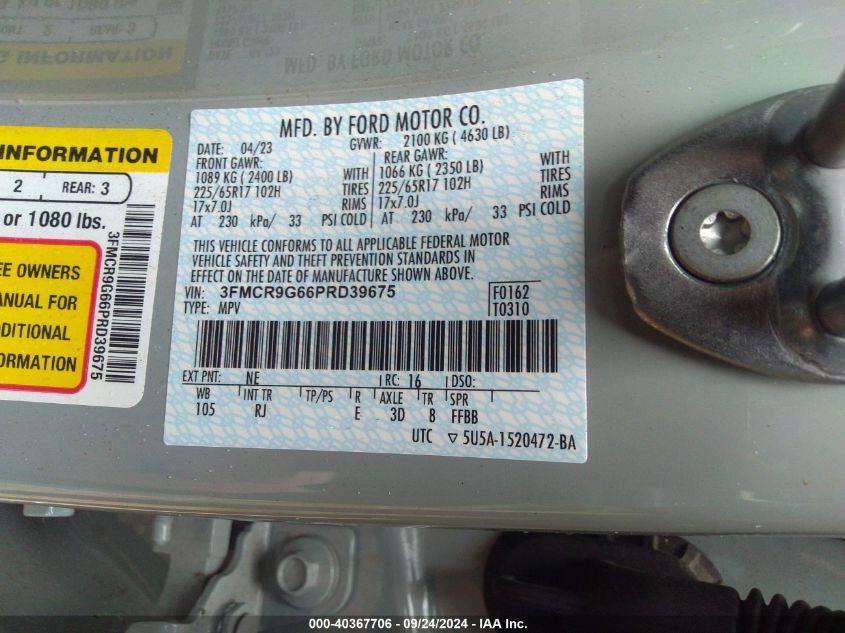 MFD. BY FORD MOTOR CO.
DATE: 04/23 GVWR: 2100 KG ( 4630 LB)
FRONT GAWR: REAR GAWR:
1089 KG ( 2400 LB) WITH 1066 KG ( 2350 LB) WITH
225/65R17 102H TIRES 225/65R17 102H TIRES
17x7.0J RIMS 17x7.0J RIMS
AT 230 kPa/ 33 PSI COLD AT 230 kPa/ 33 PSI COLD
THIS VEHICLE CONFORMS TO ALL APPLICABLE FEDERAL MOTOR
VEHICLE SAFETY AND THEFT PREVENTION STANDARDS IN
EFFECT ON THE DATE OF MANUFACTURE SHOWN ABOVE.
VIN: 3FMCR9G66PRD39675 F0162
TYPE: MPV T0310
EXT PNT: NE RC: 16 DSO:
WB INT TR TP/PS R AXLE TR SPR
105 RJ E 3D 8 FFBB
UTC ▽ 5U5A-1520472-BA
INFORMATION
2 REAR: 3
or 1080 lbs.
EE OWNERS
ANUAL FOR
DDITIONAL
FORMATION
3FMCR9G66PRD39675
000-40367706 - 09/24/2024 - IAA Inc.